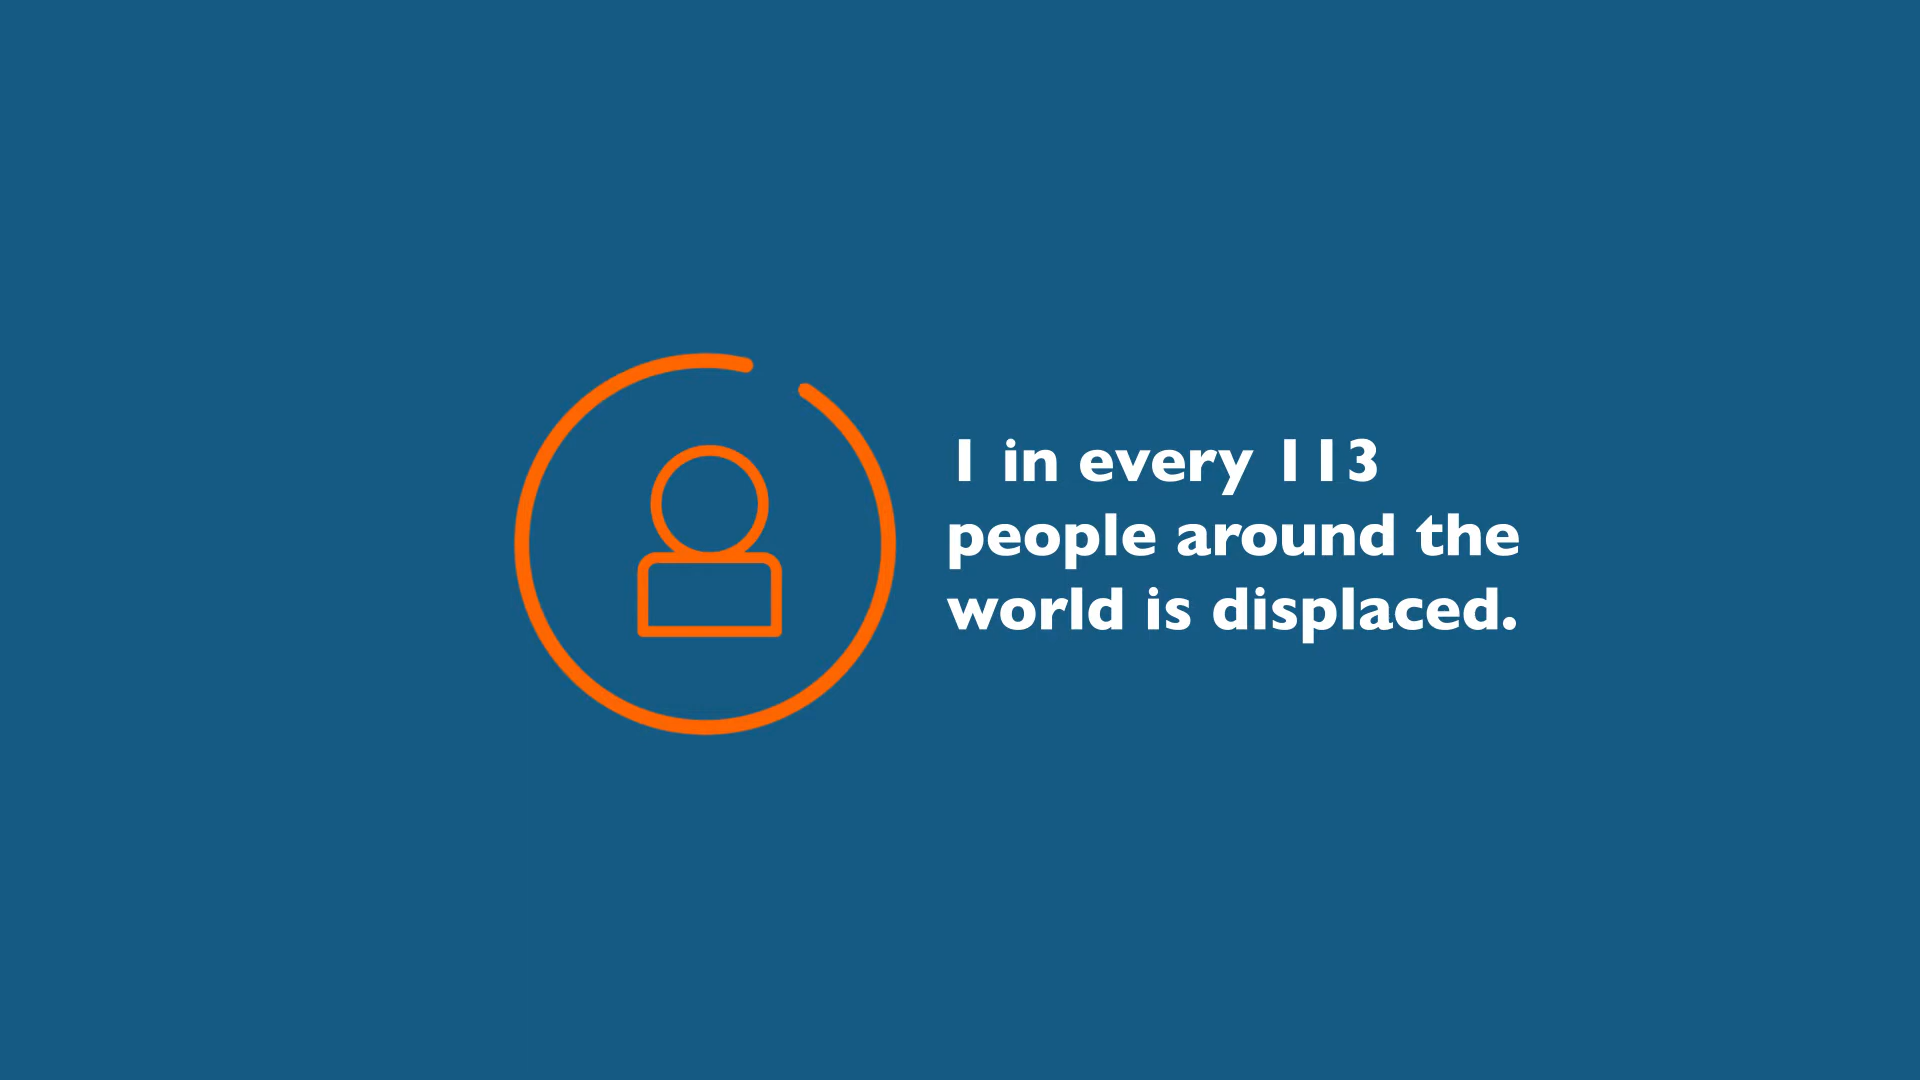 1 in every 113
people around the
world is displaced.